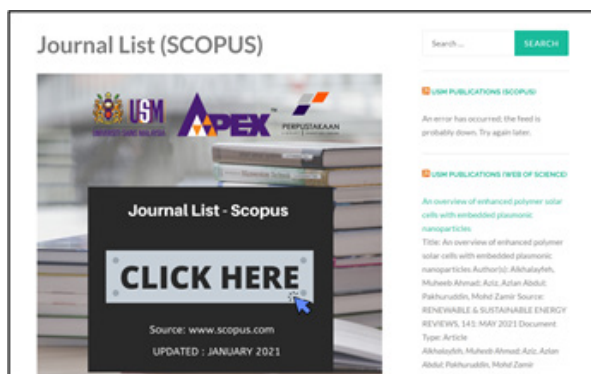 Journal List (SCOPUS)
USM
UNIVERSITI SAINS MALAYSIA
APEX™
PERPUSTAKAAN
Journal List - Scopus
CLICK HERE
Source: www.scopus.com
UPDATED : JANUARY 2021
Search …
SEARCH
USM PUBLICATIONS (SCOPUS)
An error has occurred; the feed is
probably down. Try again later.
USM PUBLICATIONS (WEB OF SCIENCE)
An overview of enhanced polymer solar
cells with embedded plasmonic
nanoparticles
Title: An overview of enhanced polymer
solar cells with embedded plasmonic
nanoparticles Author(s): Alkhalayfeh,
Muheeb Ahmad; Aziz, Azlan Abdul;
Pakhuruddin, Mohd Zamir Source:
RENEWABLE & SUSTAINABLE ENERGY
REVIEWS, 141: MAY 2021 Document
Type: Article
Alkhalayfeh, Muheeb Ahmad; Aziz, Azlan
Abdul; Pakhuruddin, Mohd Zamir